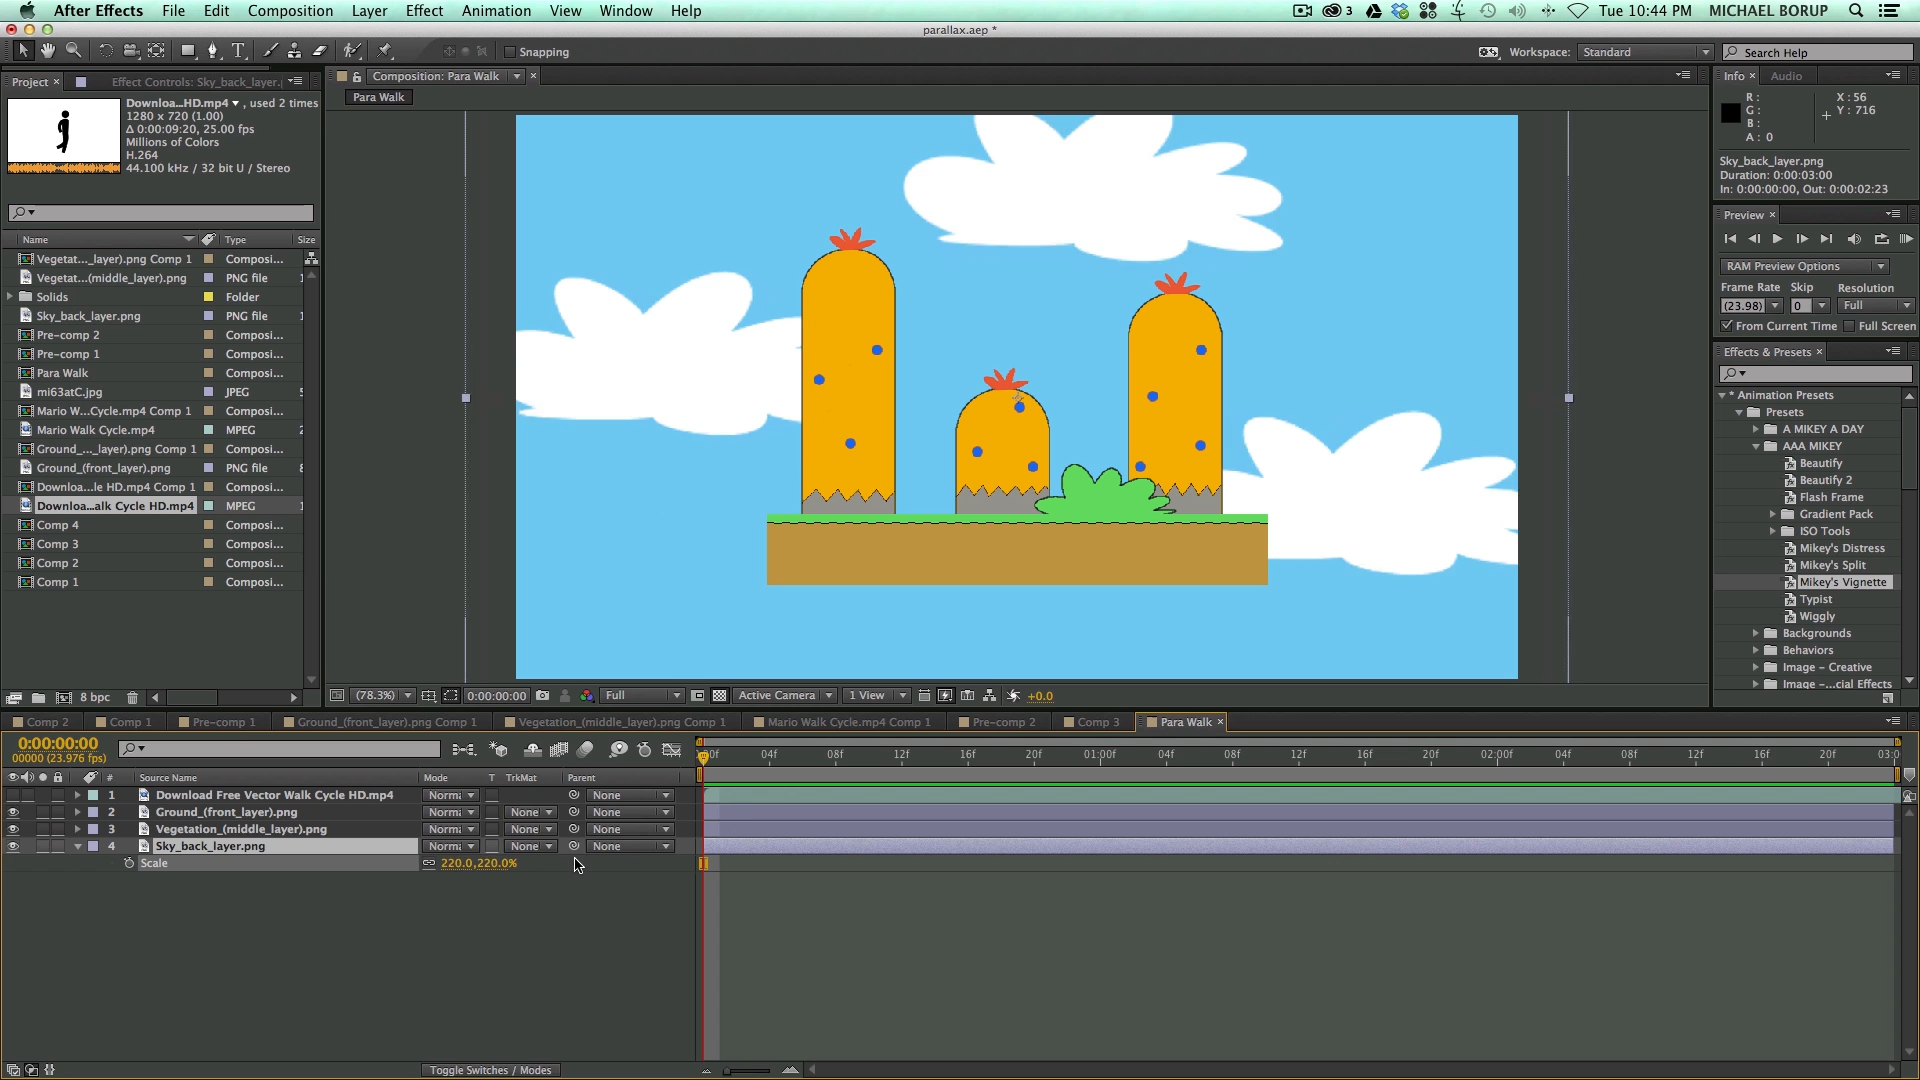 After Effects File Edit Composition Layer Effect Animation View Window Help
3 Tue 10:44 PM MICHAEL BORUP
parallax.aep *
T Snapping Workspace: Standard Search Help
Project × Effect Controls: Sky_back_layer.
Composition: Para Walk ×
Para Walk
Downloa...HD.mp4 , used 2 times
1280 x 720 (1.00)
Δ 0:00:09:20, 25.00 fps
Millions of Colors
H.264
44.100 kHz / 32 bit U / Stereo
Name Type Size
Vegetat..._layer).png Comp 1 Composi...
Vegetat...(middle_layer).png PNG file 1
Solids Folder
Sky_back_layer.png PNG file 1
Pre-comp 2 Composi...
Pre-comp 1 Composi...
Para Walk Composi...
mi63atC.jpg JPEG 5
Mario W...Cycle.mp4 Comp 1 Composi...
Mario Walk Cycle.mp4 MPEG 2
Ground_..._layer).png Comp 1 Composi...
Ground_(front_layer).png PNG file 8
Downloa...le HD.mp4 Comp 1 Composi...
Downloa...alk Cycle HD.mp4 MPEG 1
Comp 4 Composi...
Comp 3 Composi...
Comp 2 Composi...
Comp 1 Composi...
8 bpc
(78.3%) 0:00:00:00 Full Active Camera 1 View +0.0
Info × Audio
R : X : 56
G : Y : 716
B :
A : 0
Sky_back_layer.png
Duration: 0:00:03:00
In: 0:00:00:00, Out: 0:00:02:23
Preview ×
RAM Preview Options
Frame Rate Skip Resolution
(23.98) 0 Full
From Current Time Full Screen
Effects & Presets ×
* Animation Presets
Presets
A MIKEY A DAY
AAA MIKEY
Beautify
Beautify 2
Flash Frame
Gradient Pack
ISO Tools
Mikey's Distress
Mikey's Split
Mikey's Vignette
Typist
Wiggly
Backgrounds
Behaviors
Image - Creative
Image -...cial Effects
Comp 2 Comp 1 Pre-comp 1 Ground_(front_layer).png Comp 1 Vegetation_(middle_layer).png Comp 1 Mario Walk Cycle.mp4 Comp 1 Pre-comp 2 Comp 3 Para Walk ×
0:00:00:00
00000 (23.976 fps)
00f 04f 08f 12f 16f 20f 01:00f 04f 08f 12f 16f 20f 02:00f 04f 08f 12f 16f 20f 03:0
# Source Name Mode T TrkMat Parent
1 Download Free Vector Walk Cycle HD.mp4 Norma None
2 Ground_(front_layer).png Norma None None
3 Vegetation_(middle_layer).png Norma None None
4 Sky_back_layer.png Norma None None
Scale 220.0,220.0%
Toggle Switches / Modes